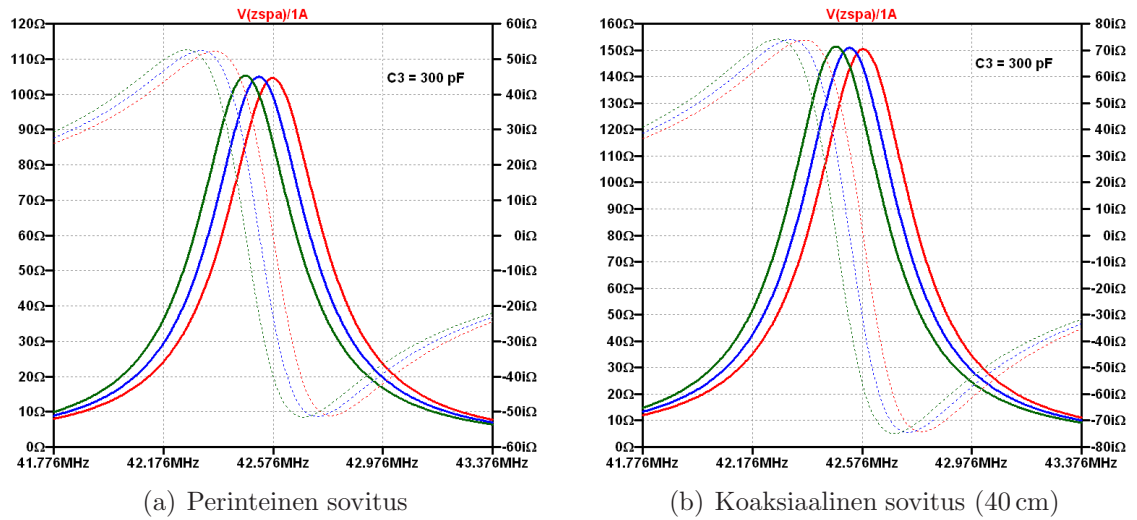 V(zspa)/1A
120Ω
110Ω
100Ω
90Ω
80Ω
70Ω
60Ω
50Ω
40Ω
30Ω
20Ω
10Ω
0Ω
60iΩ
50iΩ
40iΩ
30iΩ
20iΩ
10iΩ
0iΩ
-10iΩ
-20iΩ
-30iΩ
-40iΩ
-50iΩ
-60iΩ
C3 = 300 pF
41.776MHz 42.176MHz 42.576MHz 42.976MHz 43.376MHz
(a) Perinteinen sovitus
V(zspa)/1A
160Ω
150Ω
140Ω
130Ω
120Ω
110Ω
100Ω
90Ω
80Ω
70Ω
60Ω
50Ω
40Ω
30Ω
20Ω
10Ω
0Ω
80iΩ
70iΩ
60iΩ
50iΩ
40iΩ
30iΩ
20iΩ
10iΩ
0iΩ
-10iΩ
-20iΩ
-30iΩ
-40iΩ
-50iΩ
-60iΩ
-70iΩ
-80iΩ
C3 = 300 pF
41.776MHz 42.176MHz 42.576MHz 42.976MHz 43.376MHz
(b) Koaksiaalinen sovitus (40 cm)